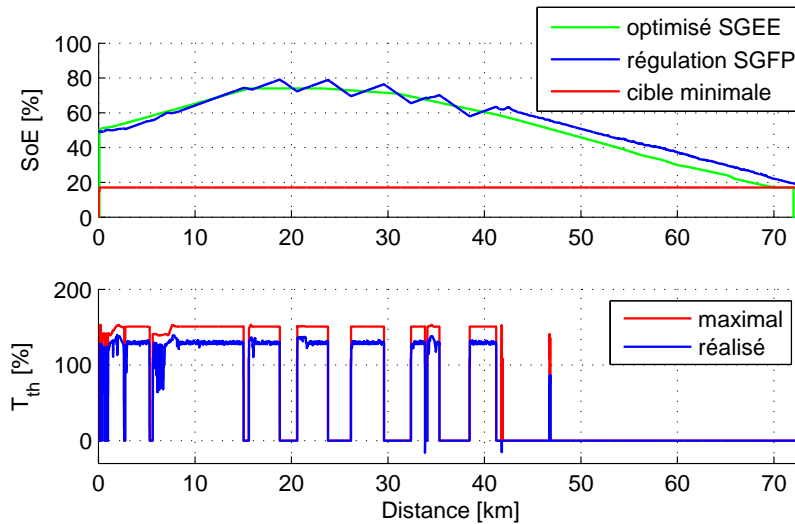 optimisé SGEE
régulation SGFP
cible minimale
SoE [%]
100
80
60
40
20
0
0 10 20 30 40 50 60 70
maximal
réalisé
T_th [%]
200
100
0
0 10 20 30 40 50 60 70
Distance [km]